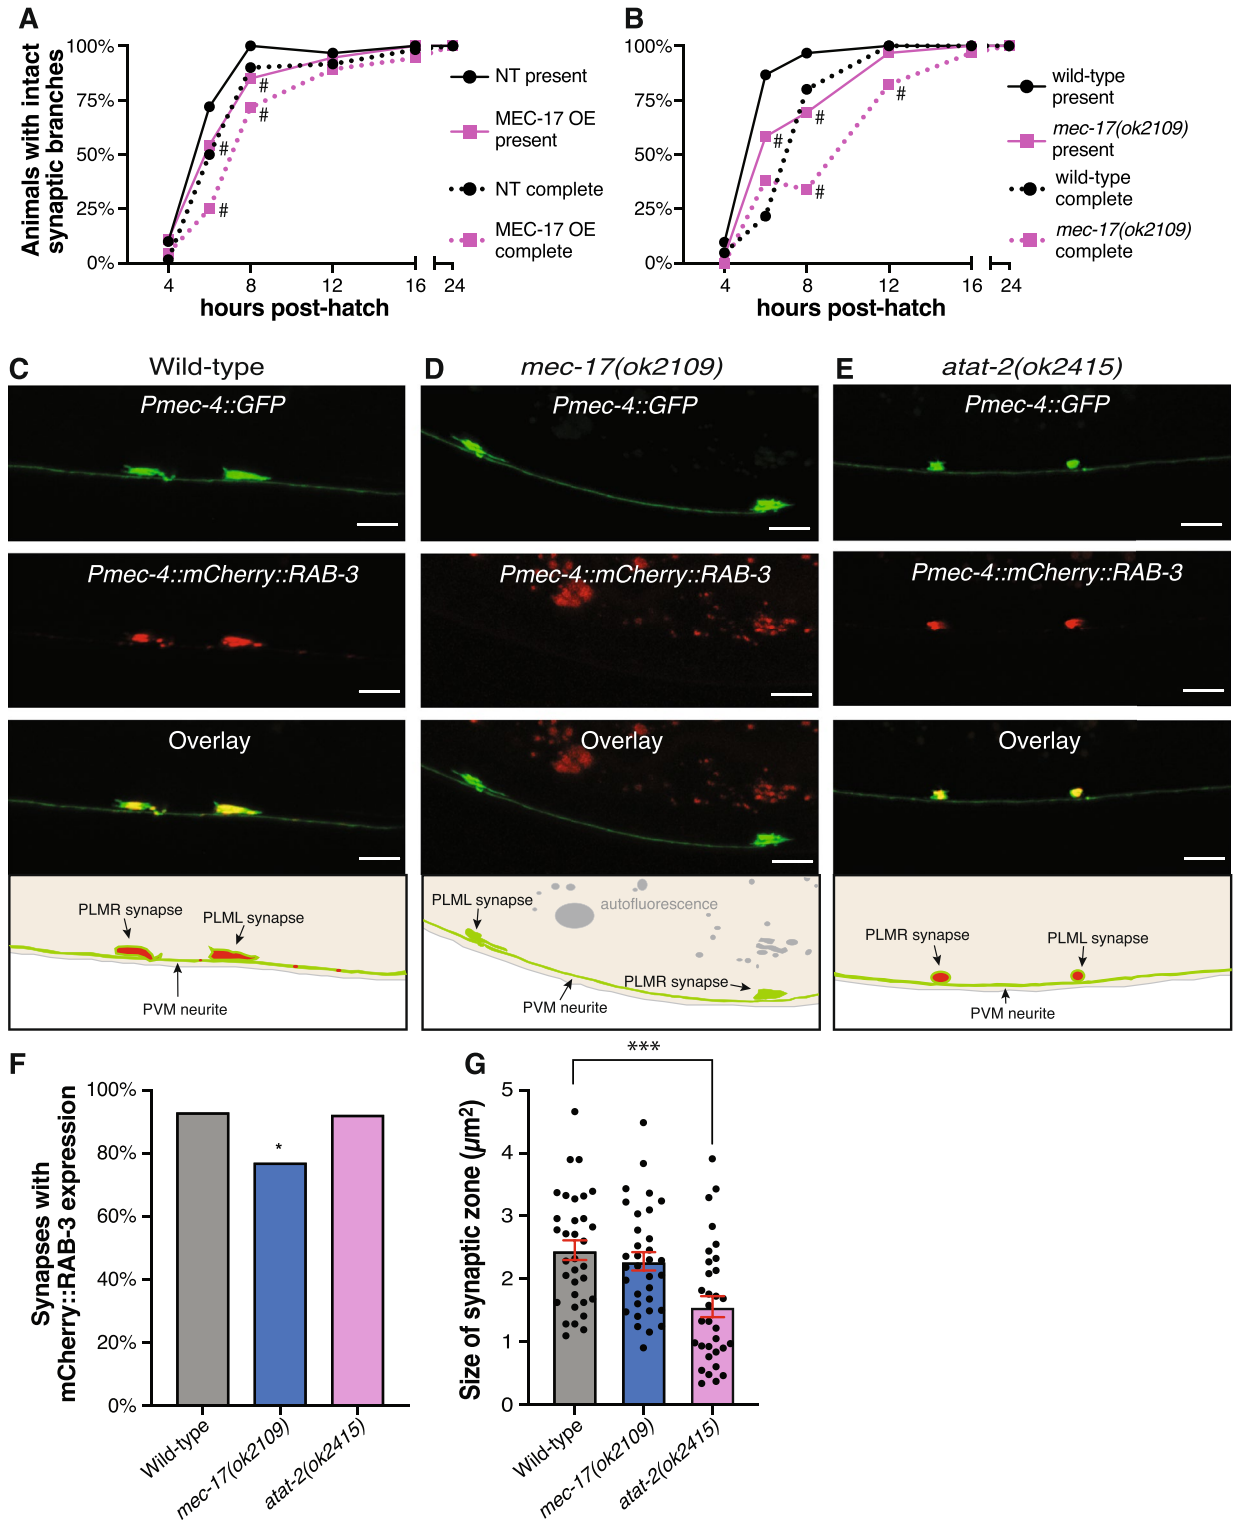 A
Animals with intact
synaptic branches
100%
75%
50%
25%
0%
#
#
#
#
4
8
12
16
24
hours post-hatch
NT present
MEC-17 OE
present
NT complete
MEC-17 OE
complete
B
100%
75%
50%
25%
0%
#
#
#
#
4
8
12
16
24
hours post-hatch
wild-type
present
mec-17(ok2109)
present
wild-type
complete
mec-17(ok2109)
complete
C
Wild-type
Pmec-4::GFP
Pmec-4::mCherry::RAB-3
Overlay
PLMR synapse
PLML synapse
PVM neurite
D
mec-17(ok2109)
Pmec-4::GFP
Pmec-4::mCherry::RAB-3
Overlay
PLML synapse
autofluorescence
PLMR synapse
PVM neurite
E
atat-2(ok2415)
Pmec-4::GFP
Pmec-4::mCherry::RAB-3
Overlay
PLMR synapse
PLML synapse
PVM neurite
F
Synapses with
mCherry::RAB-3 expression
100%
80%
60%
40%
20%
0%
*
Wild-type
mec-17(ok2109)
atat-2(ok2415)
G
Size of synaptic zone (μm²)
5
4
3
2
1
0
***
Wild-type
mec-17(ok2109)
atat-2(ok2415)